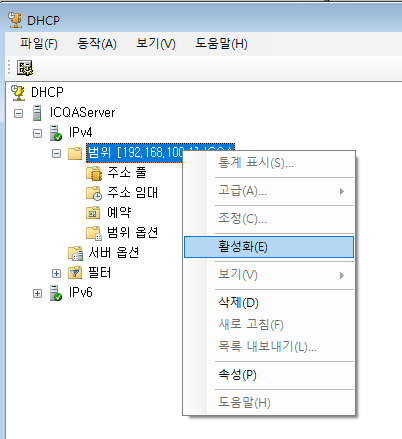 DHCP
파일(F) 동작(A) 보기(V) 도움말(H)
DHCP
ICQAServer
IPv4
범위 [192.168.100.
주소 풀
주소 임대
예약
범위 옵션
서버 옵션
필터
IPv6
통계 표시(S)...
고급(A)...
조정(C)...
활성화(E)
보기(V)
삭제(D)
새로 고침(F)
목록 내보내기(L)...
속성(P)
도움말(H)